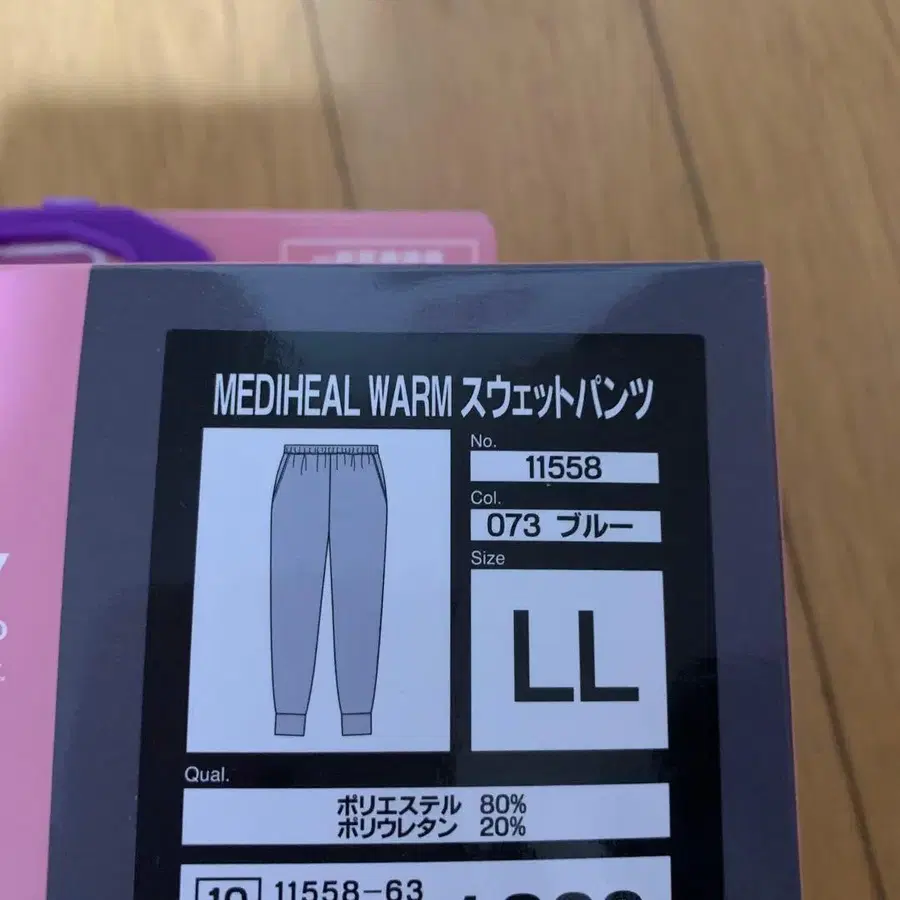 MEDIHEAL WARM スウェットパンツ
No.
11558
Col.
073 ブルー
Size
LL
Qual.
ポリエステル 80%
ポリウレタン 20%
11558-63